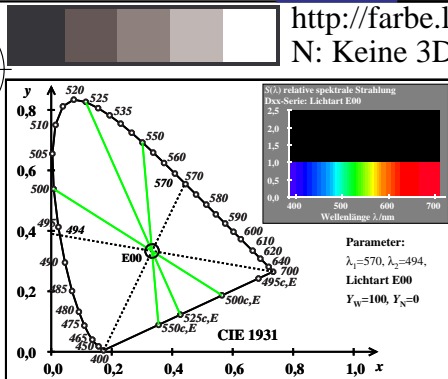 http://farbe.l
N: Keine 3D
y
520
525
535
550
560
570
570
580
590
600
610
620
640
700
495c,E
500c,E
525c,E
550c,E
510
505
500
495
494
490
485
480
475
465
450
400
E00
CIE 1931
0,8
0,6
0,4
0,2
0,0
0,0
0,2
0,4
0,6
0,8
1,0
x
S(λ) relative spektrale Strahlung
Dxx-Serie: Lichtart E00
2,5
2,0
1,5
1,0
0,5
0,0
400
500
600
700
Wellenlänge λ/nm
Parameter:
λ₁=570, λ₂=494,
Lichtart E00
Y_W=100, Y_N=0